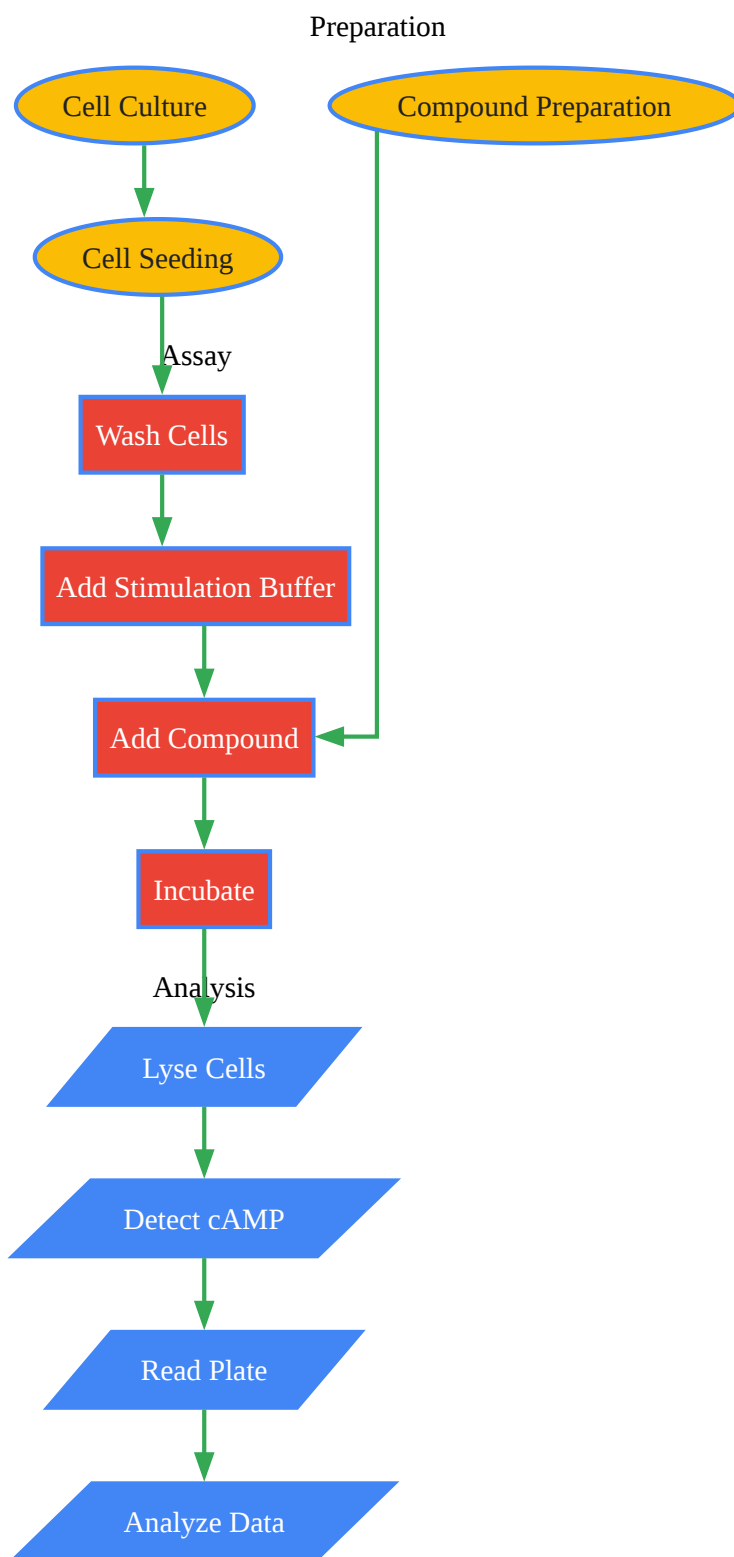 Preparation
Cell Culture
Compound Preparation
Cell Seeding
Assay
Wash Cells
Add Stimulation Buffer
Add Compound
Incubate
Analysis
Lyse Cells
Detect cAMP
Read Plate
Analyze Data